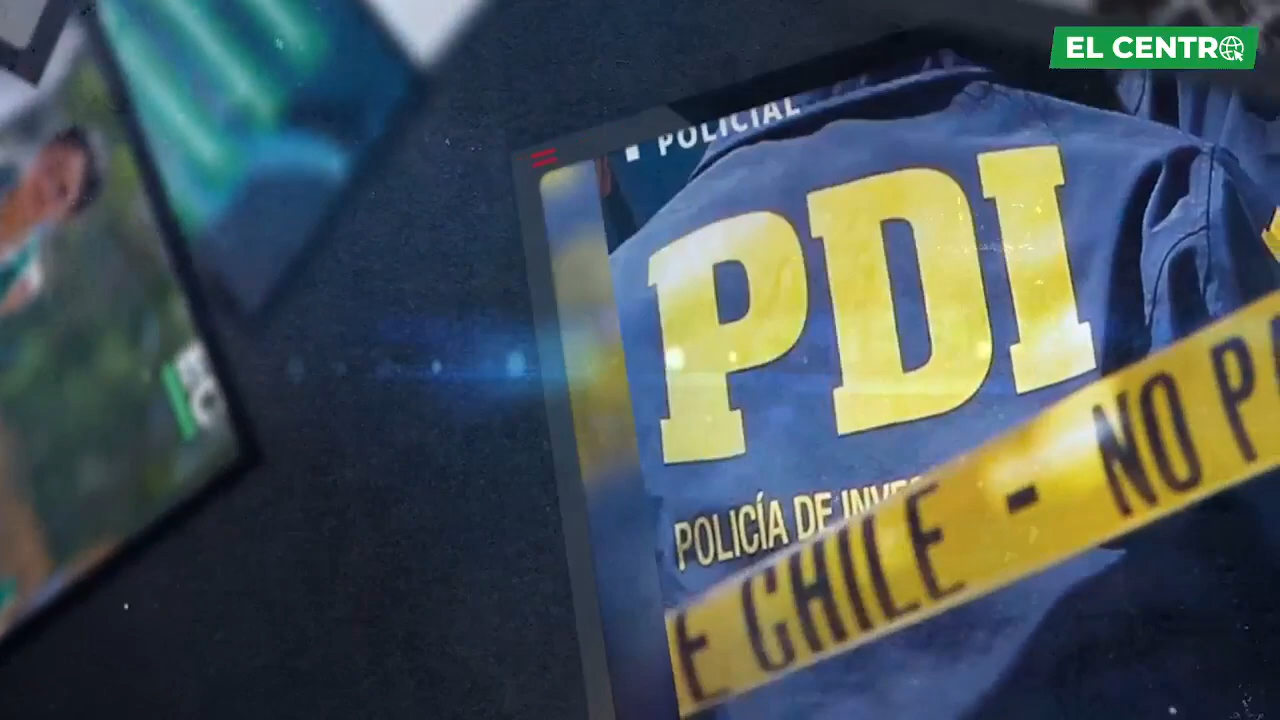 EL CENTRO
POLICIAL
PDI
POLICÍA DE
CHILE - NO